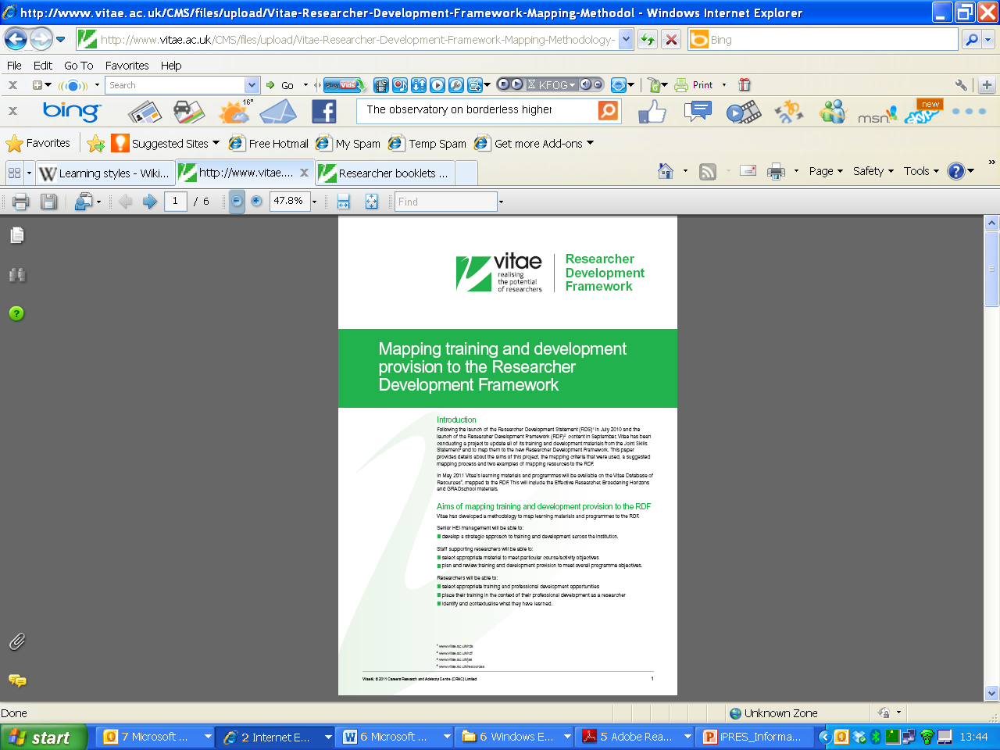 http://www.vitae.ac.uk/CMS/files/upload/Vitae-Researcher-Development-Framework-Mapping-Methodol - Windows Internet Explorer
http://www.vitae.ac.uk/CMS/files/upload/Vitae-Researcher-Development-Framework-Mapping-Methodology-
Bing
File Edit Go To Favorites Help
X Search Go Play Vids KFOG Print
X bing 16° The observatory on borderless higher msn new skype
Favorites Suggested Sites Free Hotmail My Spam Temp Spam Get more Add-ons
Learning styles - Wiki... http://www.vitae.... X Researcher booklets ... Page Safety Tools
1 / 6 47.8% Find
vitae
realising
the potential
of researchers
Researcher
Development
Framework
Mapping training and development
provision to the Researcher
Development Framework
Introduction
Following the launch of the Researcher Development Statement (RDS)¹ in July 2010 and the
launch of the Researcher Development Framework (RDF)² content in September, Vitae has been
conducting a project to update all of its training and development materials from the Joint Skills
Statement³ and to map them to the new Researcher Development Framework. This paper
provides details about the aims of this project, the mapping criteria that were used, a suggested
mapping process and two examples of mapping resources to the RDF.
In May 2011 Vitae's learning materials and programmes will be available on the Vitae Database of
Resources⁴, mapped to the RDF. This will include the Effective Researcher, Broadening Horizons
and GRADschool materials.
Aims of mapping training and development provision to the RDF
Vitae has developed a methodology to map learning materials and programmes to the RDF.
Senior HEI management will be able to:
develop a strategic approach to training and development across the institution.
Staff supporting researchers will be able to:
select appropriate material to meet particular course/activity objectives
plan and review training and development provision to meet overall programme objectives.
Researchers will be able to:
select appropriate training and professional development opportunities
place their training in the context of their professional development as a researcher
identify and contextualise what they have learned.
¹ www.vitae.ac.uk/rds
² www.vitae.ac.uk/rdf
³ www.vitae.ac.uk/jss
⁴ www.vitae.ac.uk/resources
Vitae®, © 2011 Careers Research and Advisory Centre (CRAC) Limited 1
Done Unknown Zone
start 7 Microsoft ... 2 Internet E... 6 Microsoft ... 6 Windows E... 5 Adobe Rea... iPRES_Informa... 13:44